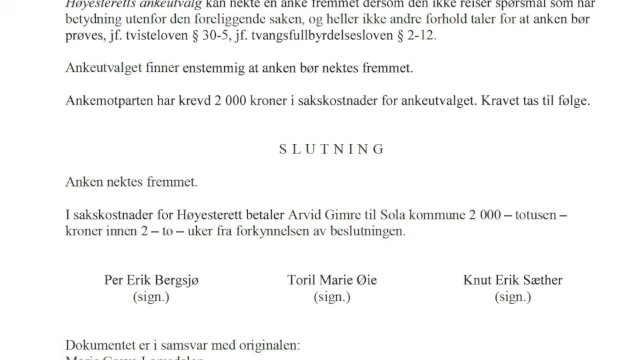 Høyesteretts ankeutvalg kan nekte en anke fremmet dersom den ikke reiser spørsmål som har
betydning utenfor den foreliggende saken, og heller ikke andre forhold taler for at anken bør
prøves, jf. tvisteloven § 30-5, jf. tvangsfullbyrdelsesloven § 2-12.
Ankeutvalget finner enstemmig at anken bør nektes fremmet.
Ankemotparten har krevd 2 000 kroner i sakskostnader for ankeutvalget. Kravet tas til følge.
S L U T N I N G
Anken nektes fremmet.
I sakskostnader for Høyesterett betaler Arvid Gimre til Sola kommune 2 000 – totusen –
kroner innen 2 – to – uker fra forkynnelsen av beslutningen.
Per Erik Bergsjø Toril Marie Øie Knut Erik Sæther
(sign.) (sign.) (sign.)
Dokumentet er i samsvar med originalen: